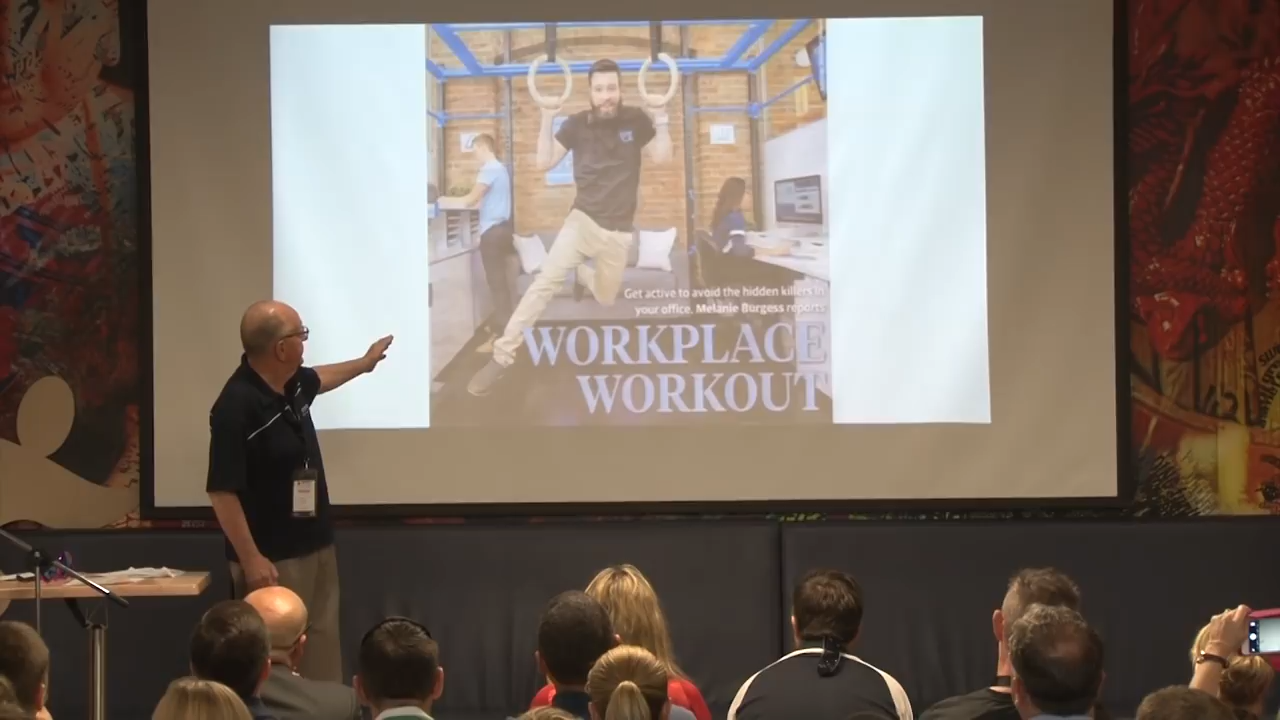 Get active to avoid the hidden killers in
your office. Melanie Burgess reports
WORKPLACE
WORKOUT